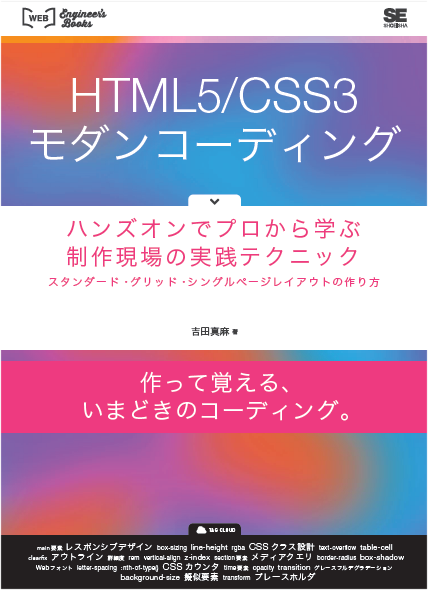 WEB Engineer's Books
SE
SHOEISHA
HTML5/CSS3
モダンコーディング
ハンズオンでプロから学ぶ
制作現場の実践テクニック
スタンダード・グリッド・シングルページレイアウトの作り方
吉田真麻 著
作って覚える、
いまどきのコーディング。
TAG CLOUD
main要素 レスポンシブデザイン box-sizing line-height rgba CSSクラス設計 text-overflow table-cell
clearfix アウトライン 詳細度 rem vertical-align z-index section要素 メディアクエリ border-radius box-shadow
Webフォント letter-spacing :nth-of-type() CSSカウンタ time要素 opacity transition グレースフルデグラデーション
background-size 擬似要素 transform プレースホルダ